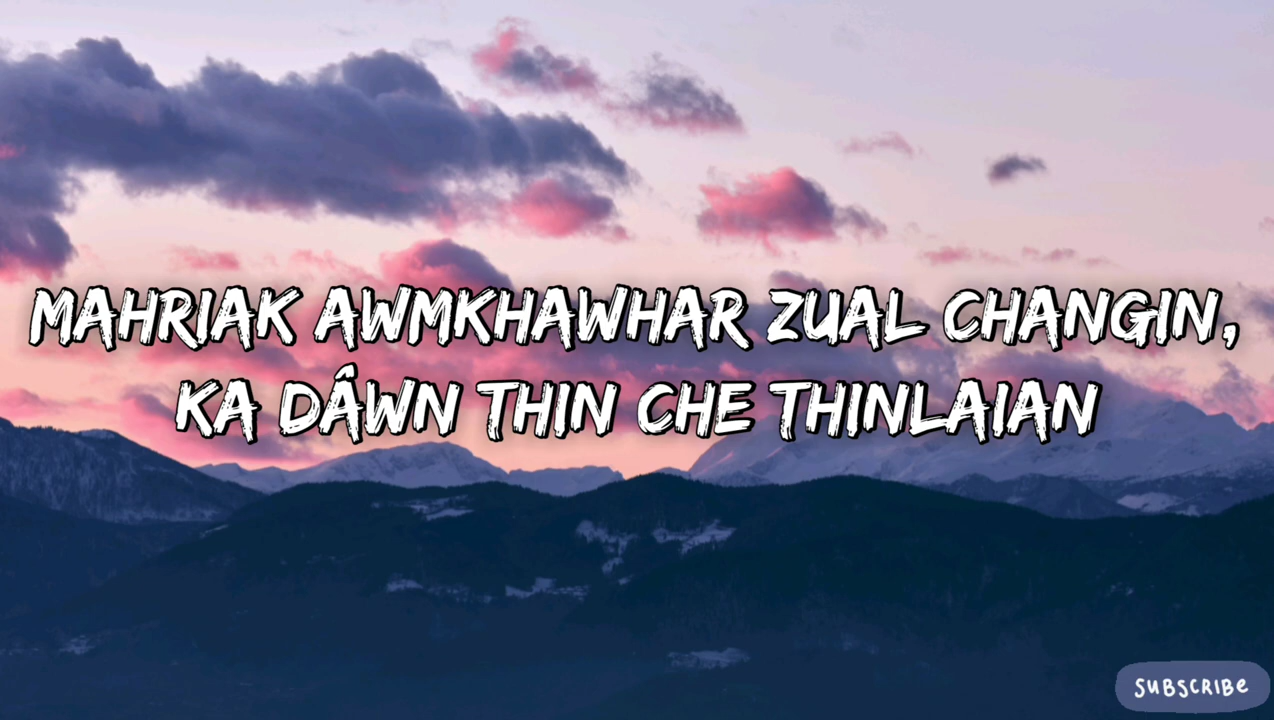 MAHRIAK AWMKHAWHAR ZUAL CHANGIN,
KA DÂWN THIN CHE THINLAIAN
SUBSCRIBE